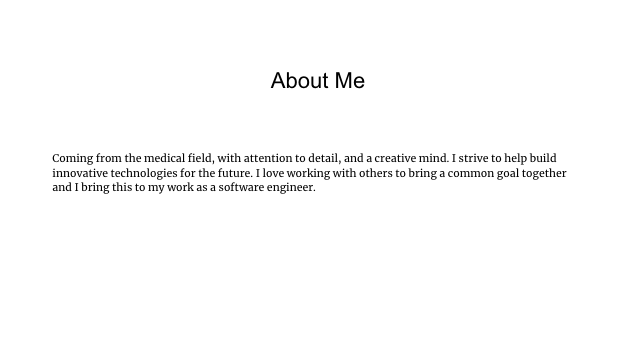 About Me
Coming from the medical field, with attention to detail, and a creative mind. I strive to help build
innovative technologies for the future. I love working with others to bring a common goal together
and I bring this to my work as a software engineer.